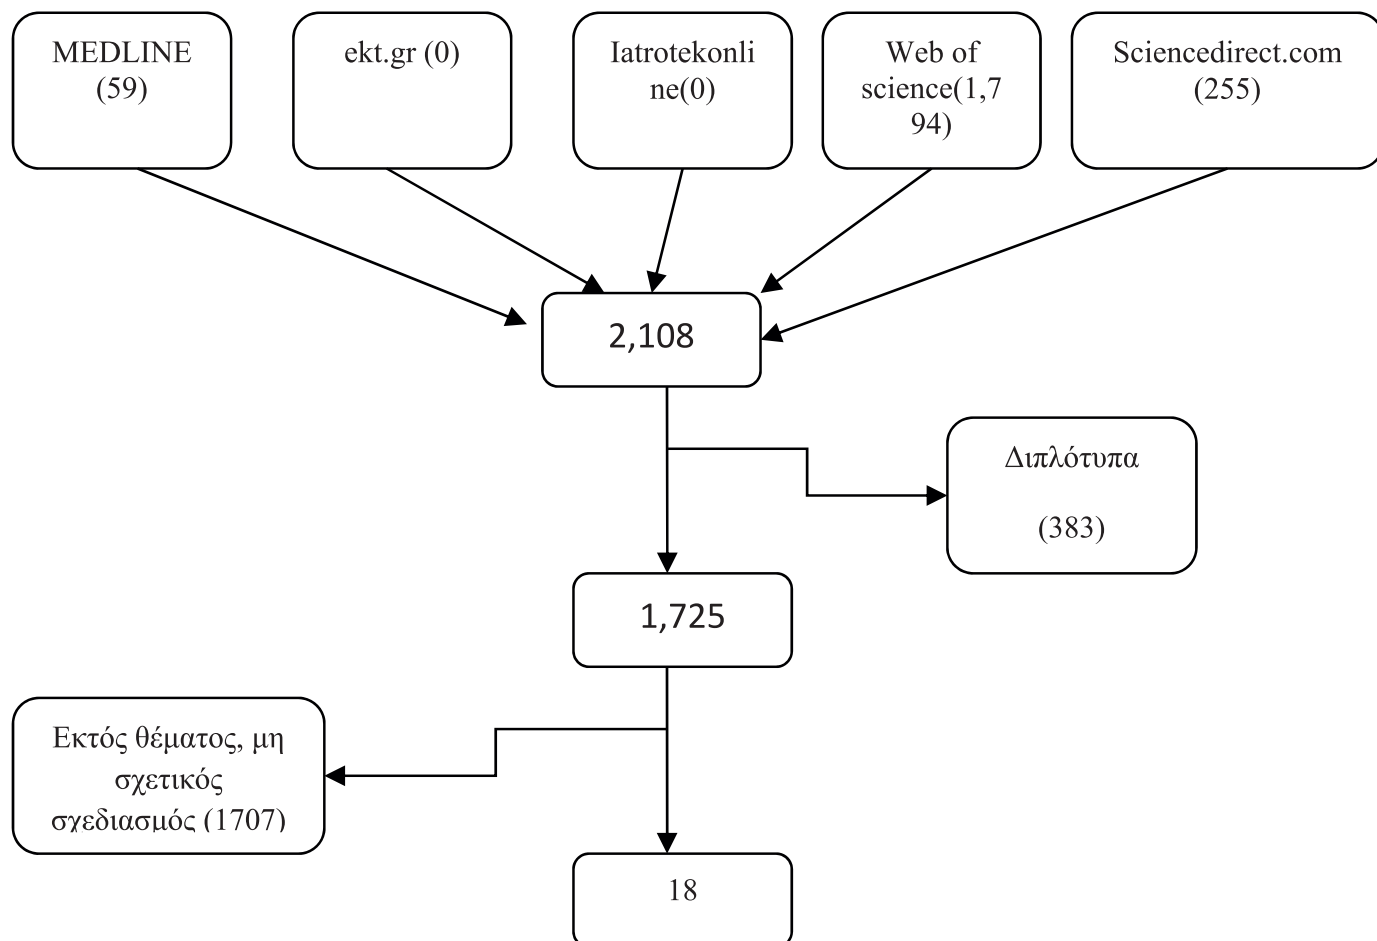 MEDLINE
(59)
ekt.gr (0)
Iatrotekonli
ne(0)
Web of
science(1,7
94)
Sciencedirect.com
(255)
2,108
Διπλότυπα
(383)
1,725
Εκτός θέματος, μη
σχετικός
σχεδιασμός (1707)
18